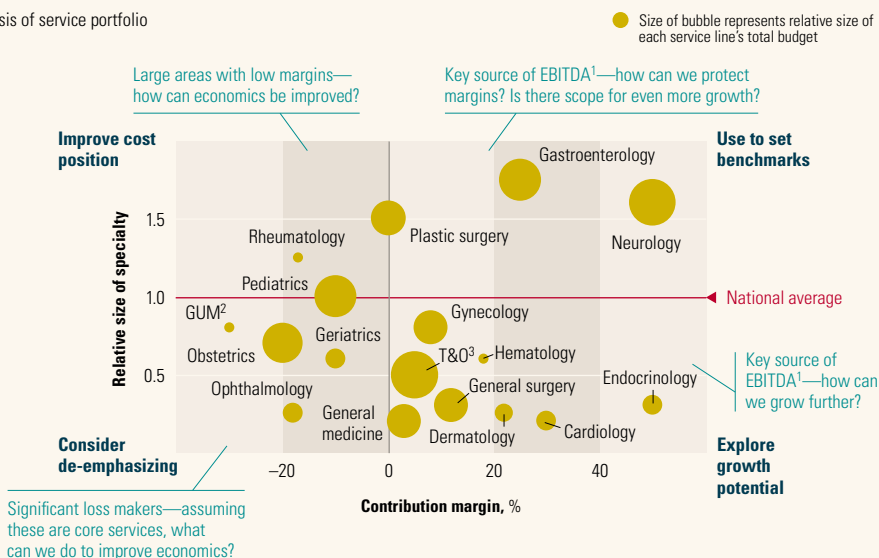 sis of service portfolio
Size of bubble represents relative size of
each service line's total budget
Large areas with low margins—
how can economics be improved?
Key source of EBITDA¹—how can we protect
margins? Is there scope for even more growth?
Improve cost
position
Use to set
benchmarks
Gastroenterology
Neurology
Plastic surgery
Rheumatology
Pediatrics
GUM²
Obstetrics
Geriatrics
Gynecology
T&O³
Hematology
General surgery
Endocrinology
Ophthalmology
General
medicine
Dermatology
Cardiology
Relative size of specialty
1.5
1.0
0.5
National average
Key source of
EBITDA¹—how can
we grow further?
Consider
de-emphasizing
Explore
growth
potential
–20
0
20
40
Contribution margin, %
Significant loss makers—assuming
these are core services, what
can we do to improve economics?